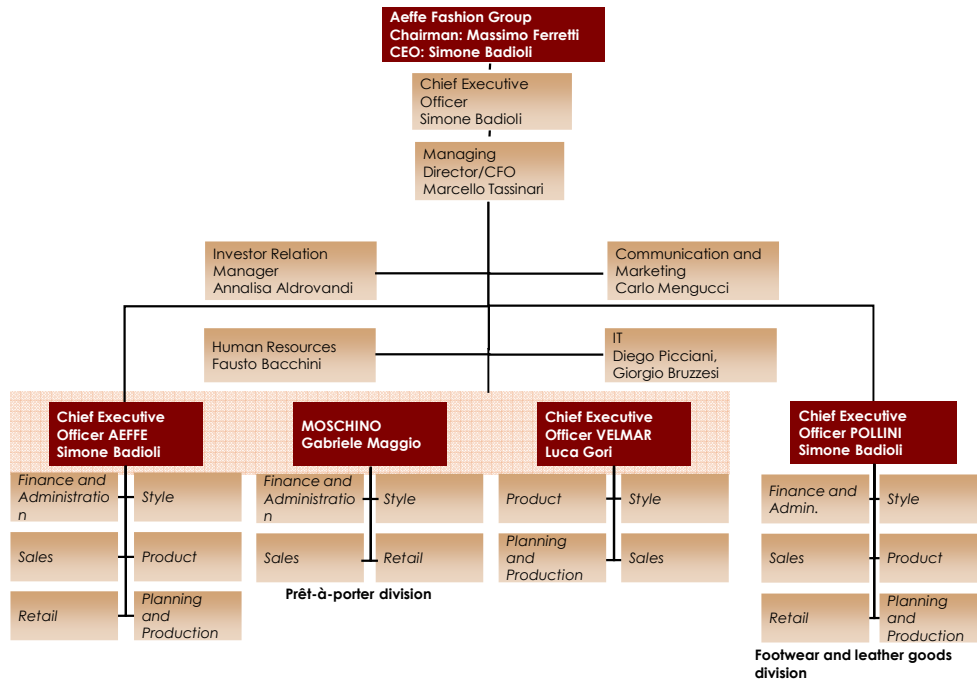 Aeffe Fashion Group
Chairman: Massimo Ferretti
CEO: Simone Badioli
Chief Executive
Officer
Simone Badioli
Managing
Director/CFO
Marcello Tassinari
Investor Relation
Manager
Annalisa Aldrovandi
Communication and
Marketing
Carlo Mengucci
Human Resources
Fausto Bacchini
IT
Diego Picciani,
Giorgio Bruzzesi
Chief Executive
Officer AEFFE
Simone Badioli
MOSCHINO
Gabriele Maggio
Chief Executive
Officer VELMAR
Luca Gori
Chief Executive
Officer POLLINI
Simone Badioli
Finance and
Administratio
n
Style
Sales
Product
Retail
Planning
and
Production
Finance and
Administratio
n
Style
Sales
Retail
Prêt-à-porter division
Product
Style
Planning
and
Production
Sales
Finance and
Admin.
Style
Sales
Product
Retail
Planning
and
Production
Footwear and leather goods
division